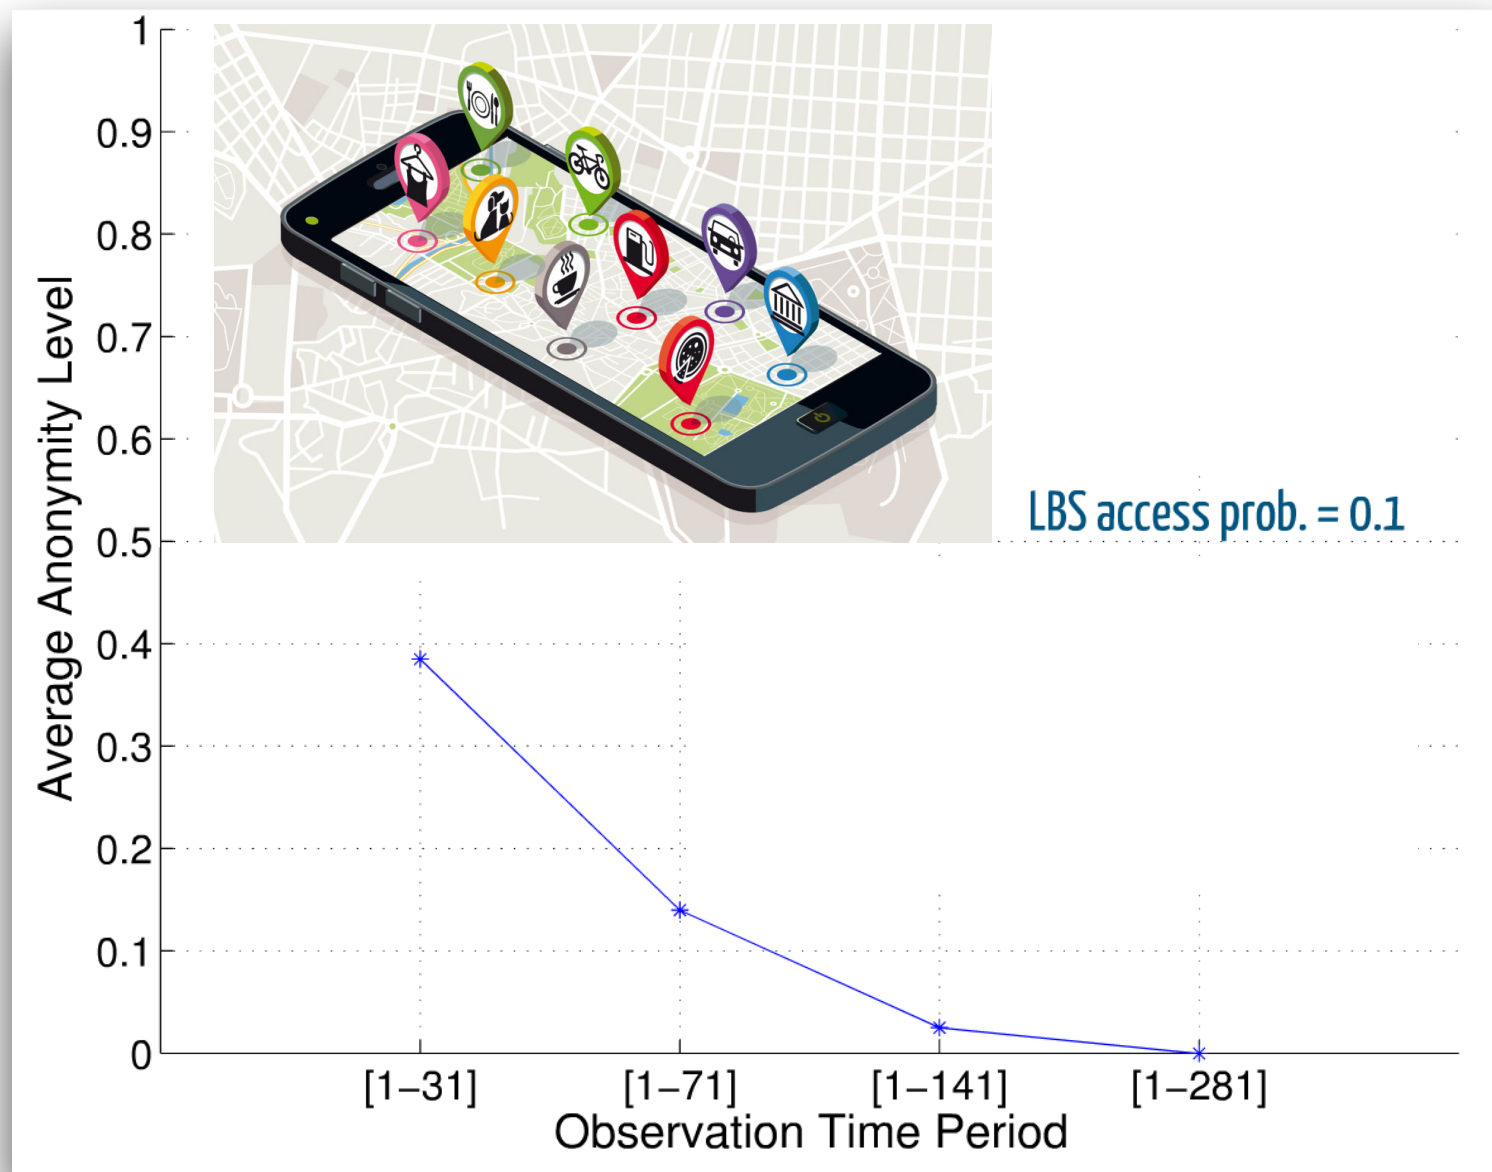 1
0.9
0.8
0.7
0.6
0.5
0.4
0.3
0.2
0.1
0
Average Anonymity Level
LBS access prob. = 0.1
[1−31] [1−71] [1−141] [1−281]
Observation Time Period